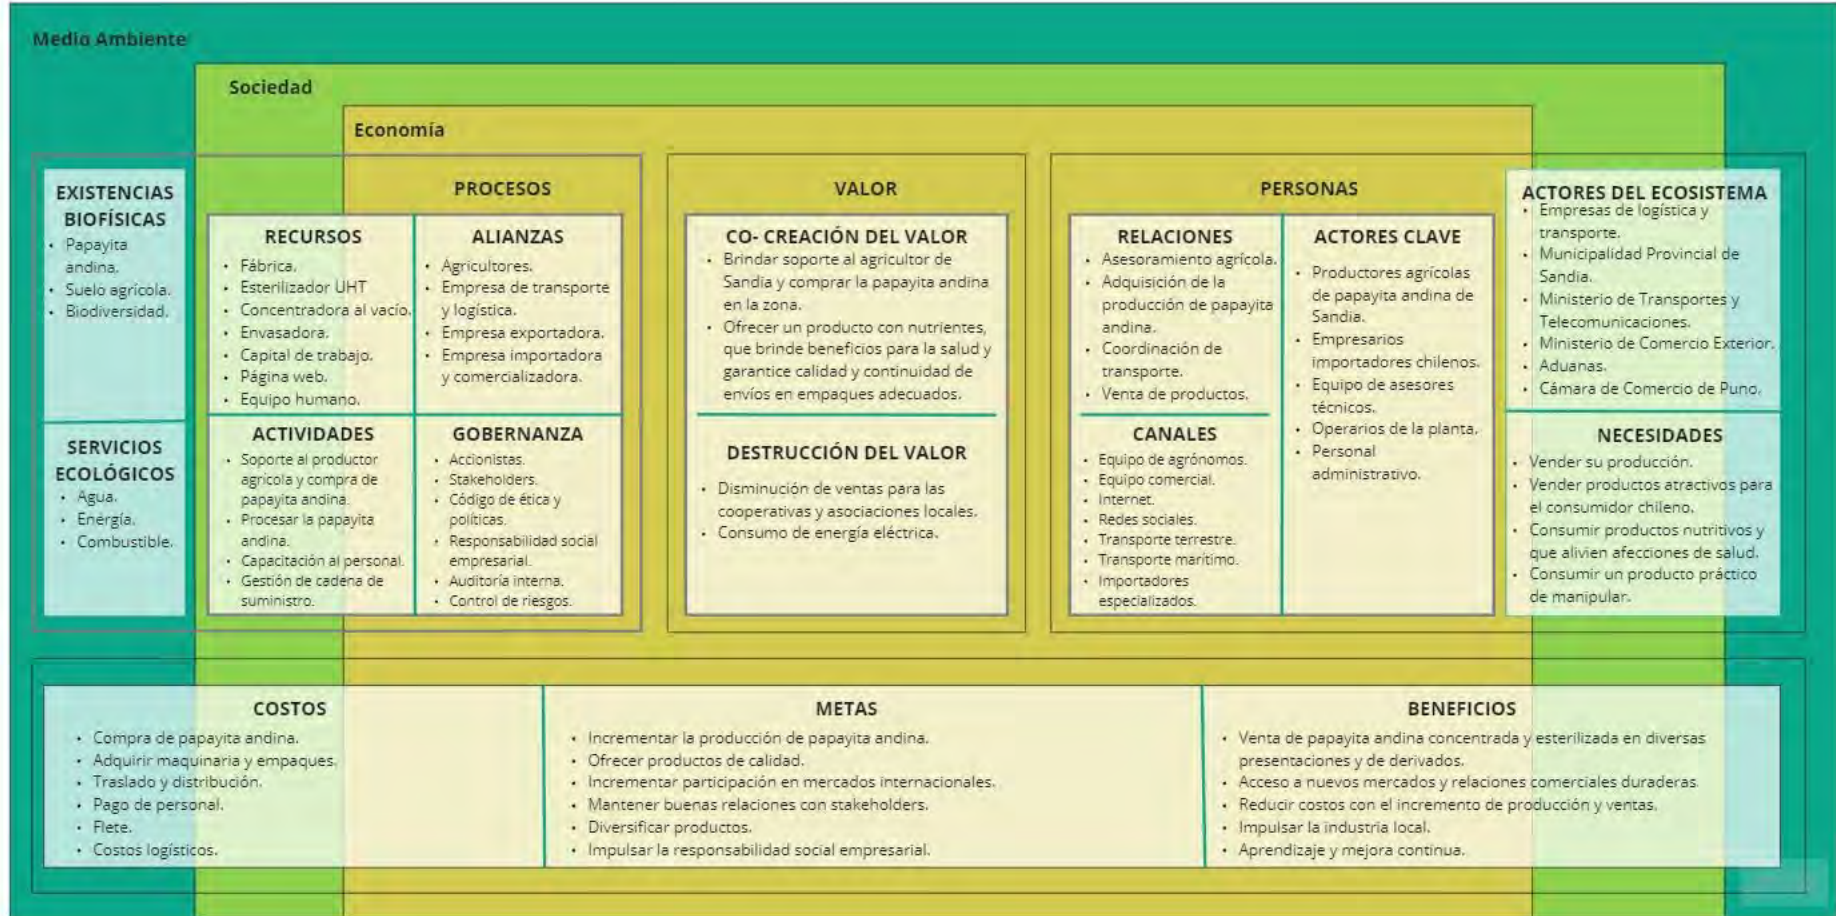 Medio Ambiente
Sociedad
Economía
EXISTENCIAS
BIOFÍSICAS
• Papayita
andina.
• Suelo agrícola.
• Biodiversidad.
SERVICIOS
ECOLÓGICOS
• Agua.
• Energía.
• Combustible.
PROCESOS
RECURSOS
• Fábrica.
• Esterilizador UHT
• Concentradora al vacío.
• Envasadora.
• Capital de trabajo.
• Página web.
• Equipo humano.
ALIANZAS
• Agricultores.
• Empresa de transporte
y logística.
• Empresa exportadora.
• Empresa importadora
y comercializadora.
ACTIVIDADES
• Soporte al productor
agrícola y compra de
papayita andina.
• Procesar la papayita
andina.
• Capacitación al personal.
• Gestión de cadena de
suministro.
GOBERNANZA
• Accionistas.
• Stakeholders.
• Código de ética y
políticas.
• Responsabilidad social
empresarial.
• Auditoría interna.
• Control de riesgos.
VALOR
CO- CREACIÓN DEL VALOR
• Brindar soporte al agricultor de
Sandia y comprar la papayita andina
en la zona.
• Ofrecer un producto con nutrientes,
que brinde beneficios para la salud y
garantice calidad y continuidad de
envíos en empaques adecuados.
DESTRUCCIÓN DEL VALOR
• Disminución de ventas para las
cooperativas y asociaciones locales.
• Consumo de energía eléctrica.
PERSONAS
RELACIONES
• Asesoramiento agrícola.
• Adquisición de la
producción de papayita
andina.
• Coordinación de
transporte.
• Venta de productos.
CANALES
• Equipo de agrónomos.
• Equipo comercial.
• Internet.
• Redes sociales.
• Transporte terrestre.
• Transporte marítimo.
• Importadores
especializados.
ACTORES CLAVE
• Productores agrícolas
de papayita andina de
Sandia.
• Empresarios
importadores chilenos.
• Equipo de asesores
técnicos.
• Operarios de la planta.
• Personal
administrativo.
ACTORES DEL ECOSISTEMA
• Empresas de logística y
transporte.
• Municipalidad Provincial de
Sandia.
• Ministerio de Transportes y
Telecomunicaciones.
• Ministerio de Comercio Exterior.
• Aduanas.
• Cámara de Comercio de Puno.
NECESIDADES
• Vender su producción.
• Vender productos atractivos para
el consumidor chileno.
• Consumir productos nutritivos y
que alivien afecciones de salud.
• Consumir un producto práctico
de manipular.
COSTOS
• Compra de papayita andina.
• Adquirir maquinaria y empaques.
• Traslado y distribución.
• Pago de personal.
• Flete.
• Costos logísticos.
METAS
• Incrementar la producción de papayita andina.
• Ofrecer productos de calidad.
• Incrementar participación en mercados internacionales.
• Mantener buenas relaciones con stakeholders.
• Diversificar productos.
• Impulsar la responsabilidad social empresarial.
BENEFICIOS
• Venta de papayita andina concentrada y esterilizada en diversas
presentaciones y de derivados.
• Acceso a nuevos mercados y relaciones comerciales duraderas
• Reducir costos con el incremento de producción y ventas.
• Impulsar la industria local.
• Aprendizaje y mejora continua.